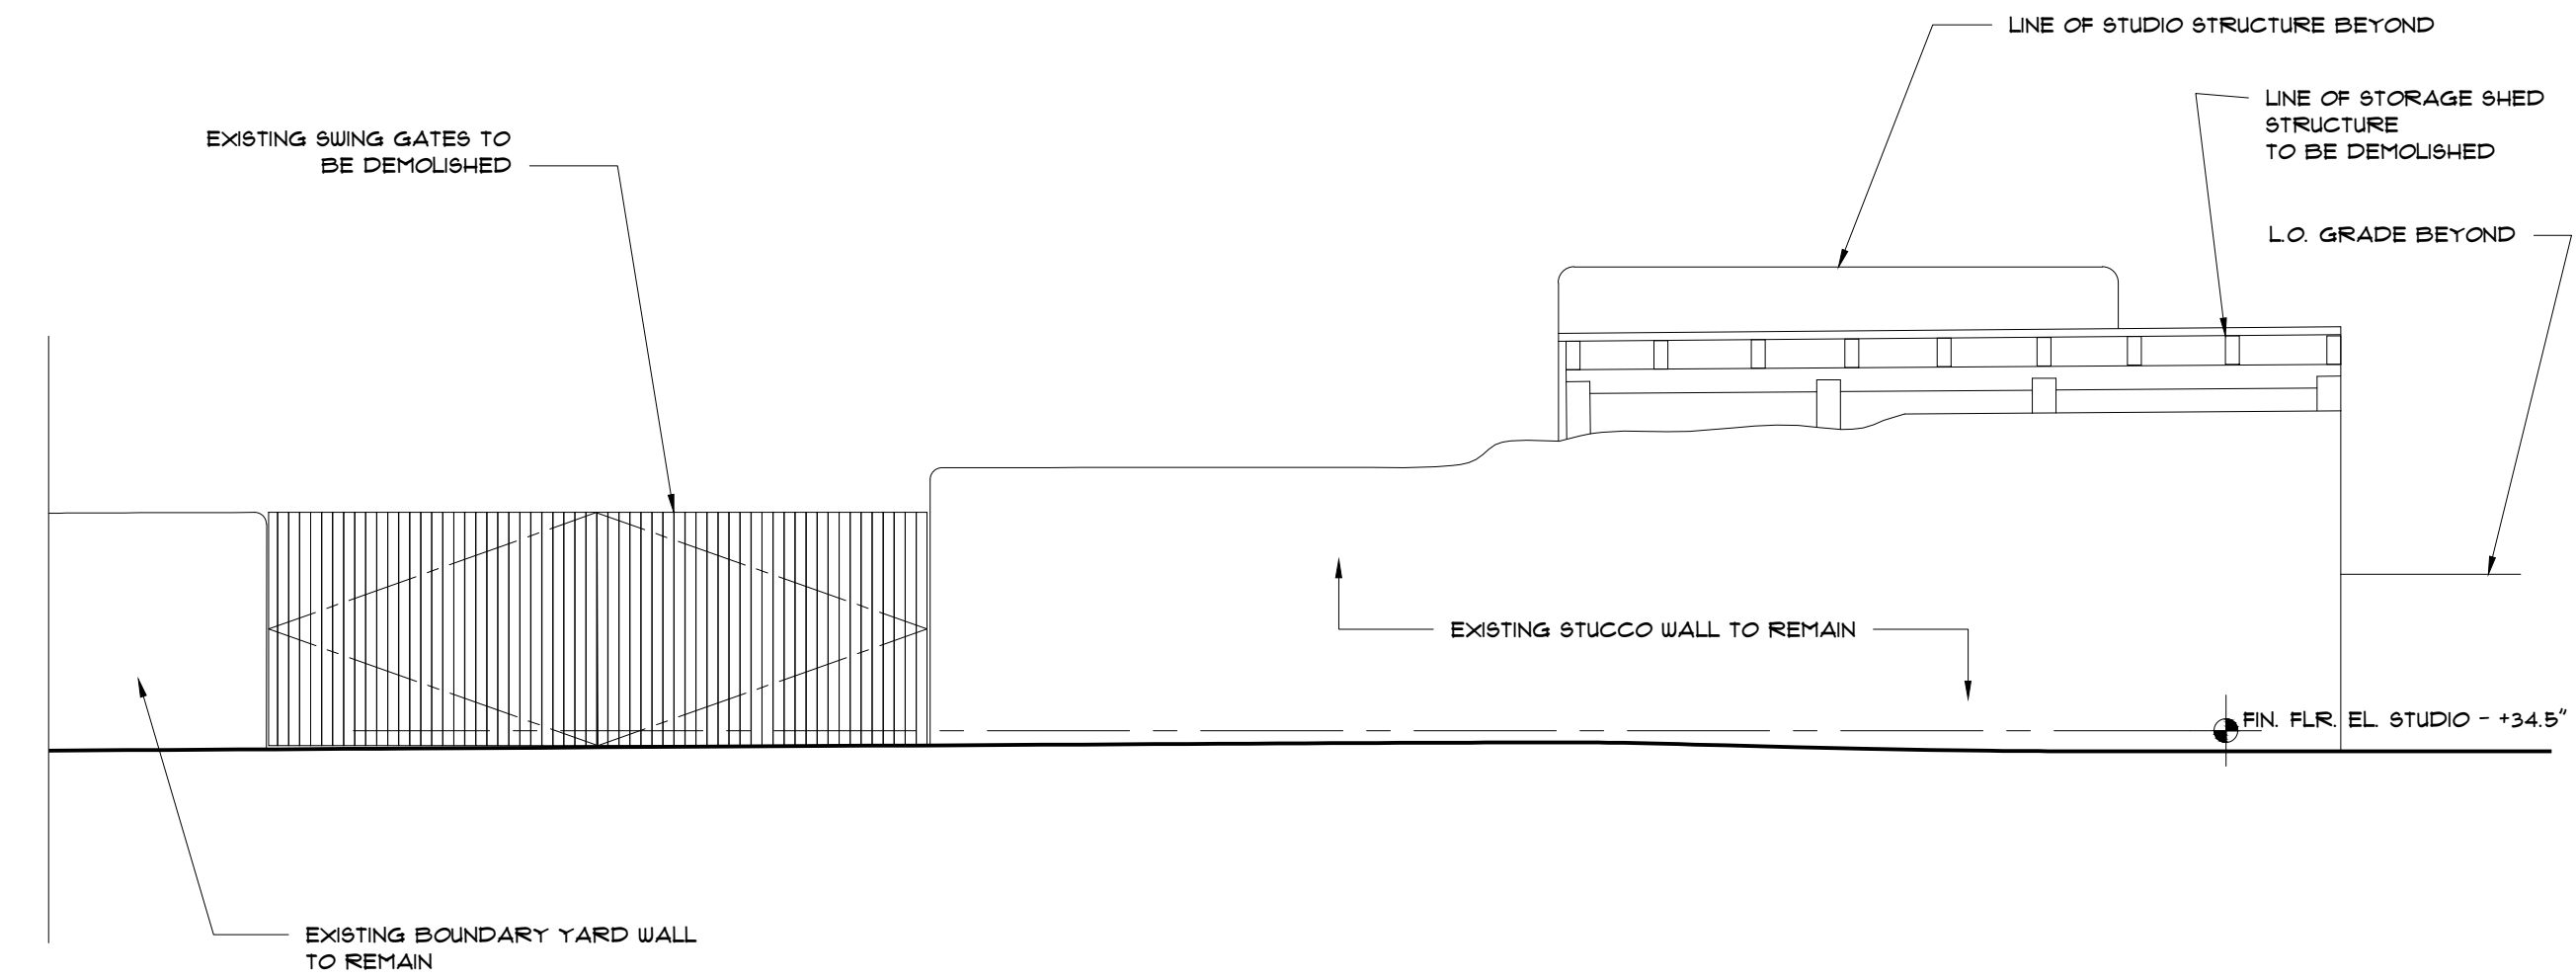 LINE OF STUDIO STRUCTURE BEYOND
LINE OF STORAGE SHED
STRUCTURE
TO BE DEMOLISHED
EXISTING SWING GATES TO
BE DEMOLISHED
L.O. GRADE BEYOND
EXISTING STUCCO WALL TO REMAIN
FIN. FLR. EL. STUDIO - +34.5"
EXISTING BOUNDARY YARD WALL
TO REMAIN